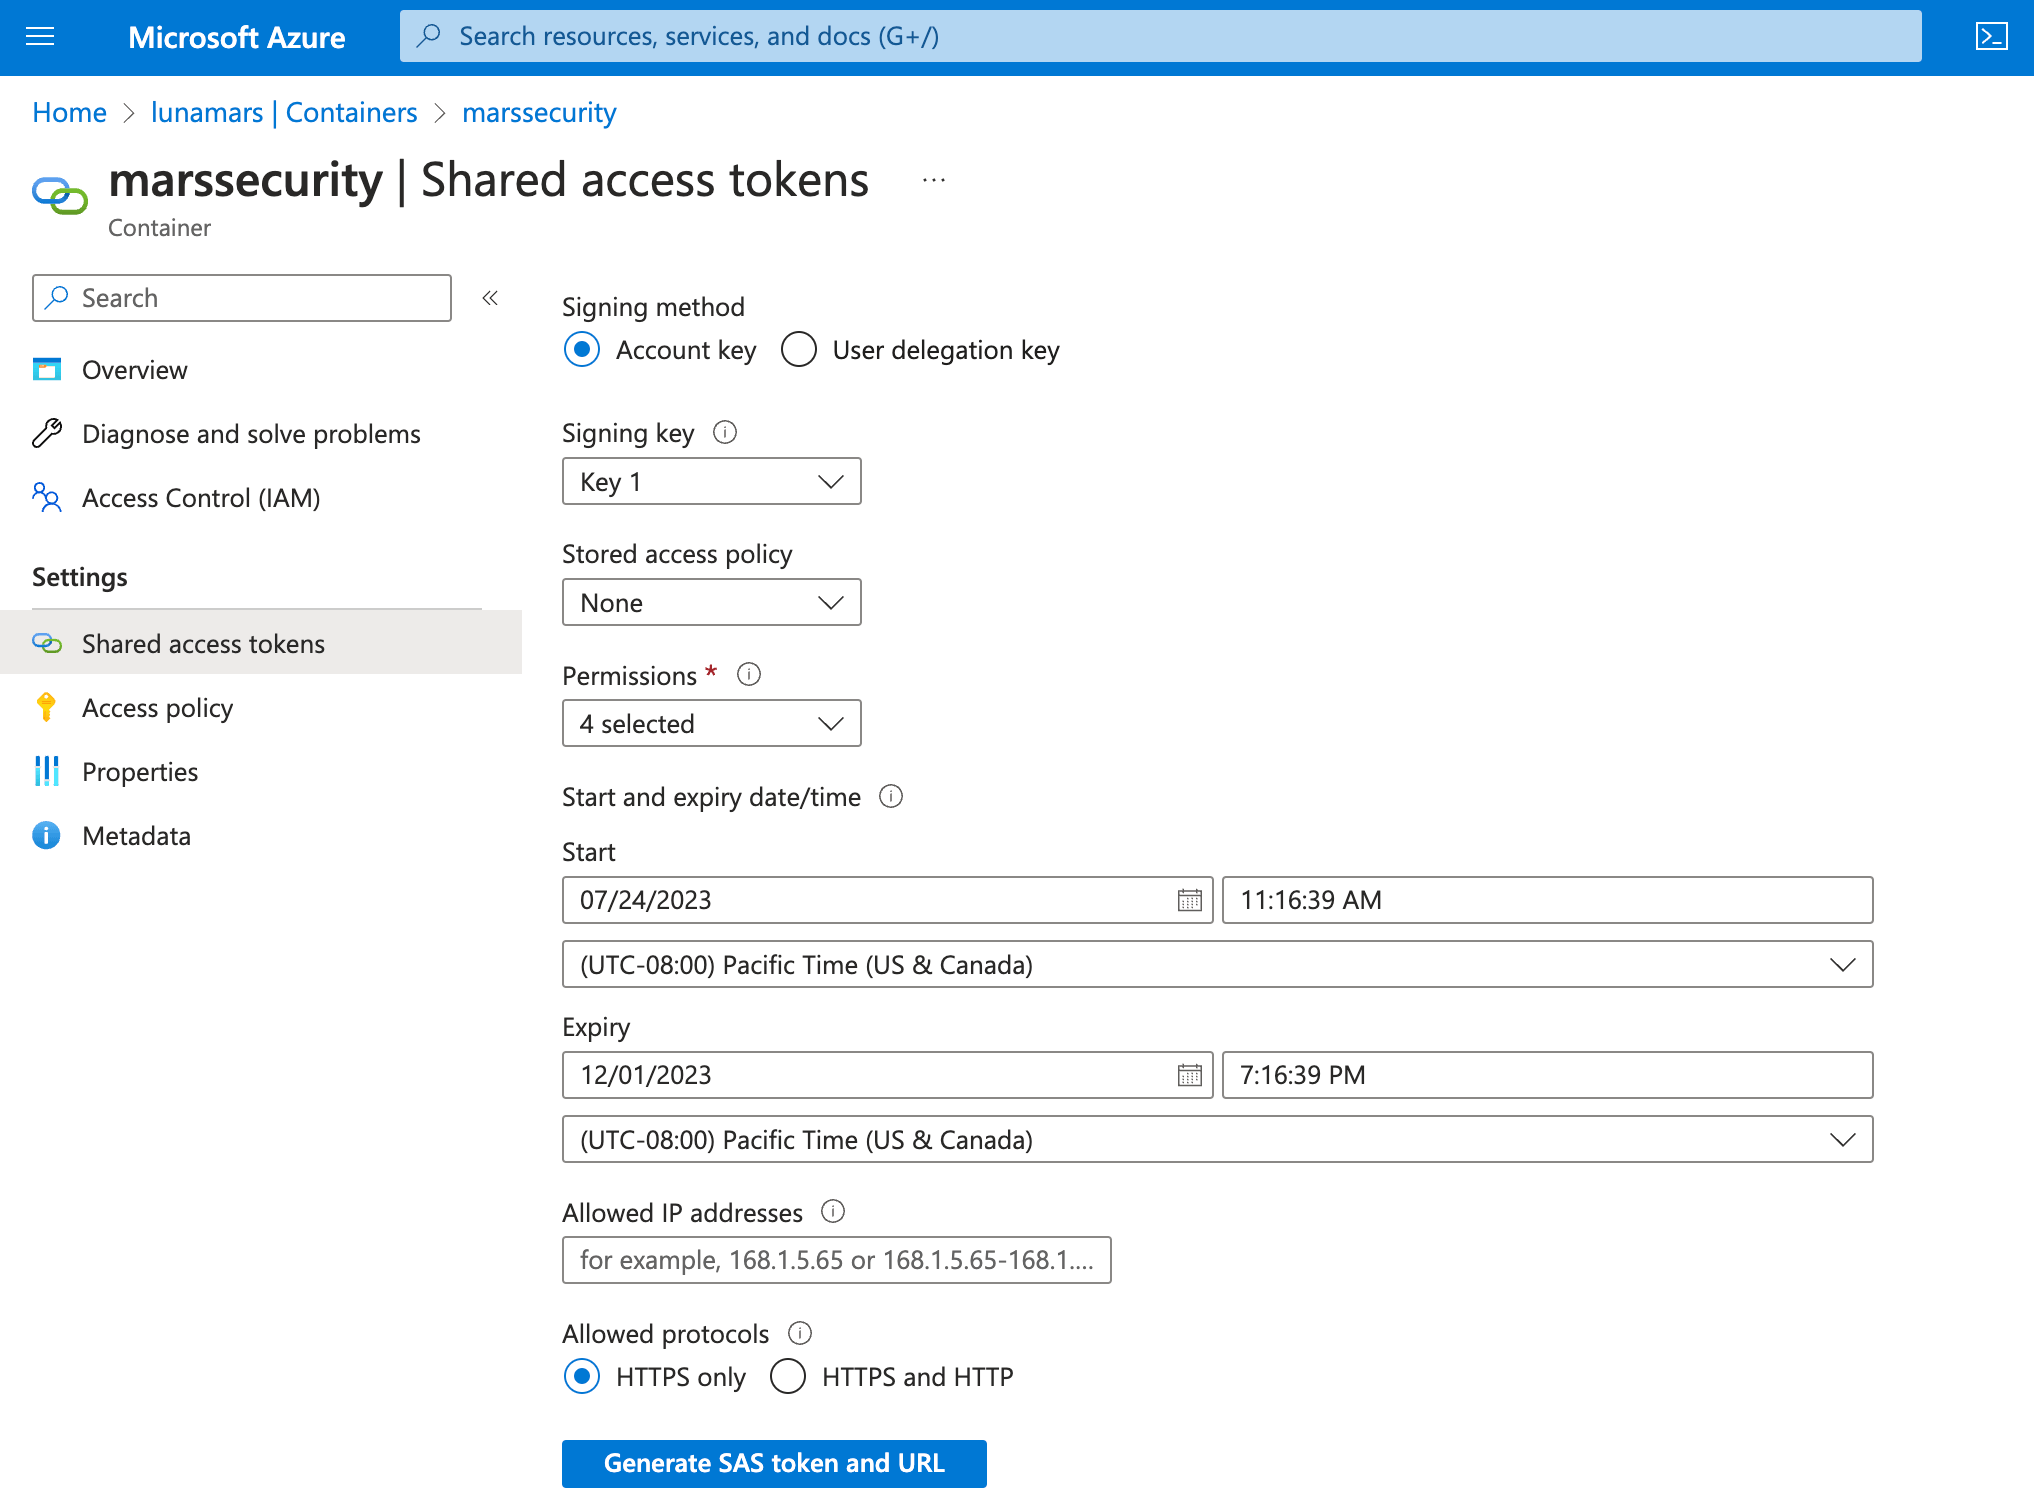 Microsoft Azure
Search resources, services, and docs (G+/)
Home > lunamars | Containers > marssecurity
marssecurity | Shared access tokens ...
Container
Search
Overview
Diagnose and solve problems
Access Control (IAM)
Settings
Shared access tokens
Access policy
Properties
Metadata
Signing method
Account key
User delegation key
Signing key
Key 1
Stored access policy
None
Permissions *
4 selected
Start and expiry date/time
Start
07/24/2023
11:16:39 AM
(UTC-08:00) Pacific Time (US & Canada)
Expiry
12/01/2023
7:16:39 PM
(UTC-08:00) Pacific Time (US & Canada)
Allowed IP addresses
for example, 168.1.5.65 or 168.1.5.65-168.1....
Allowed protocols
HTTPS only
HTTPS and HTTP
Generate SAS token and URL